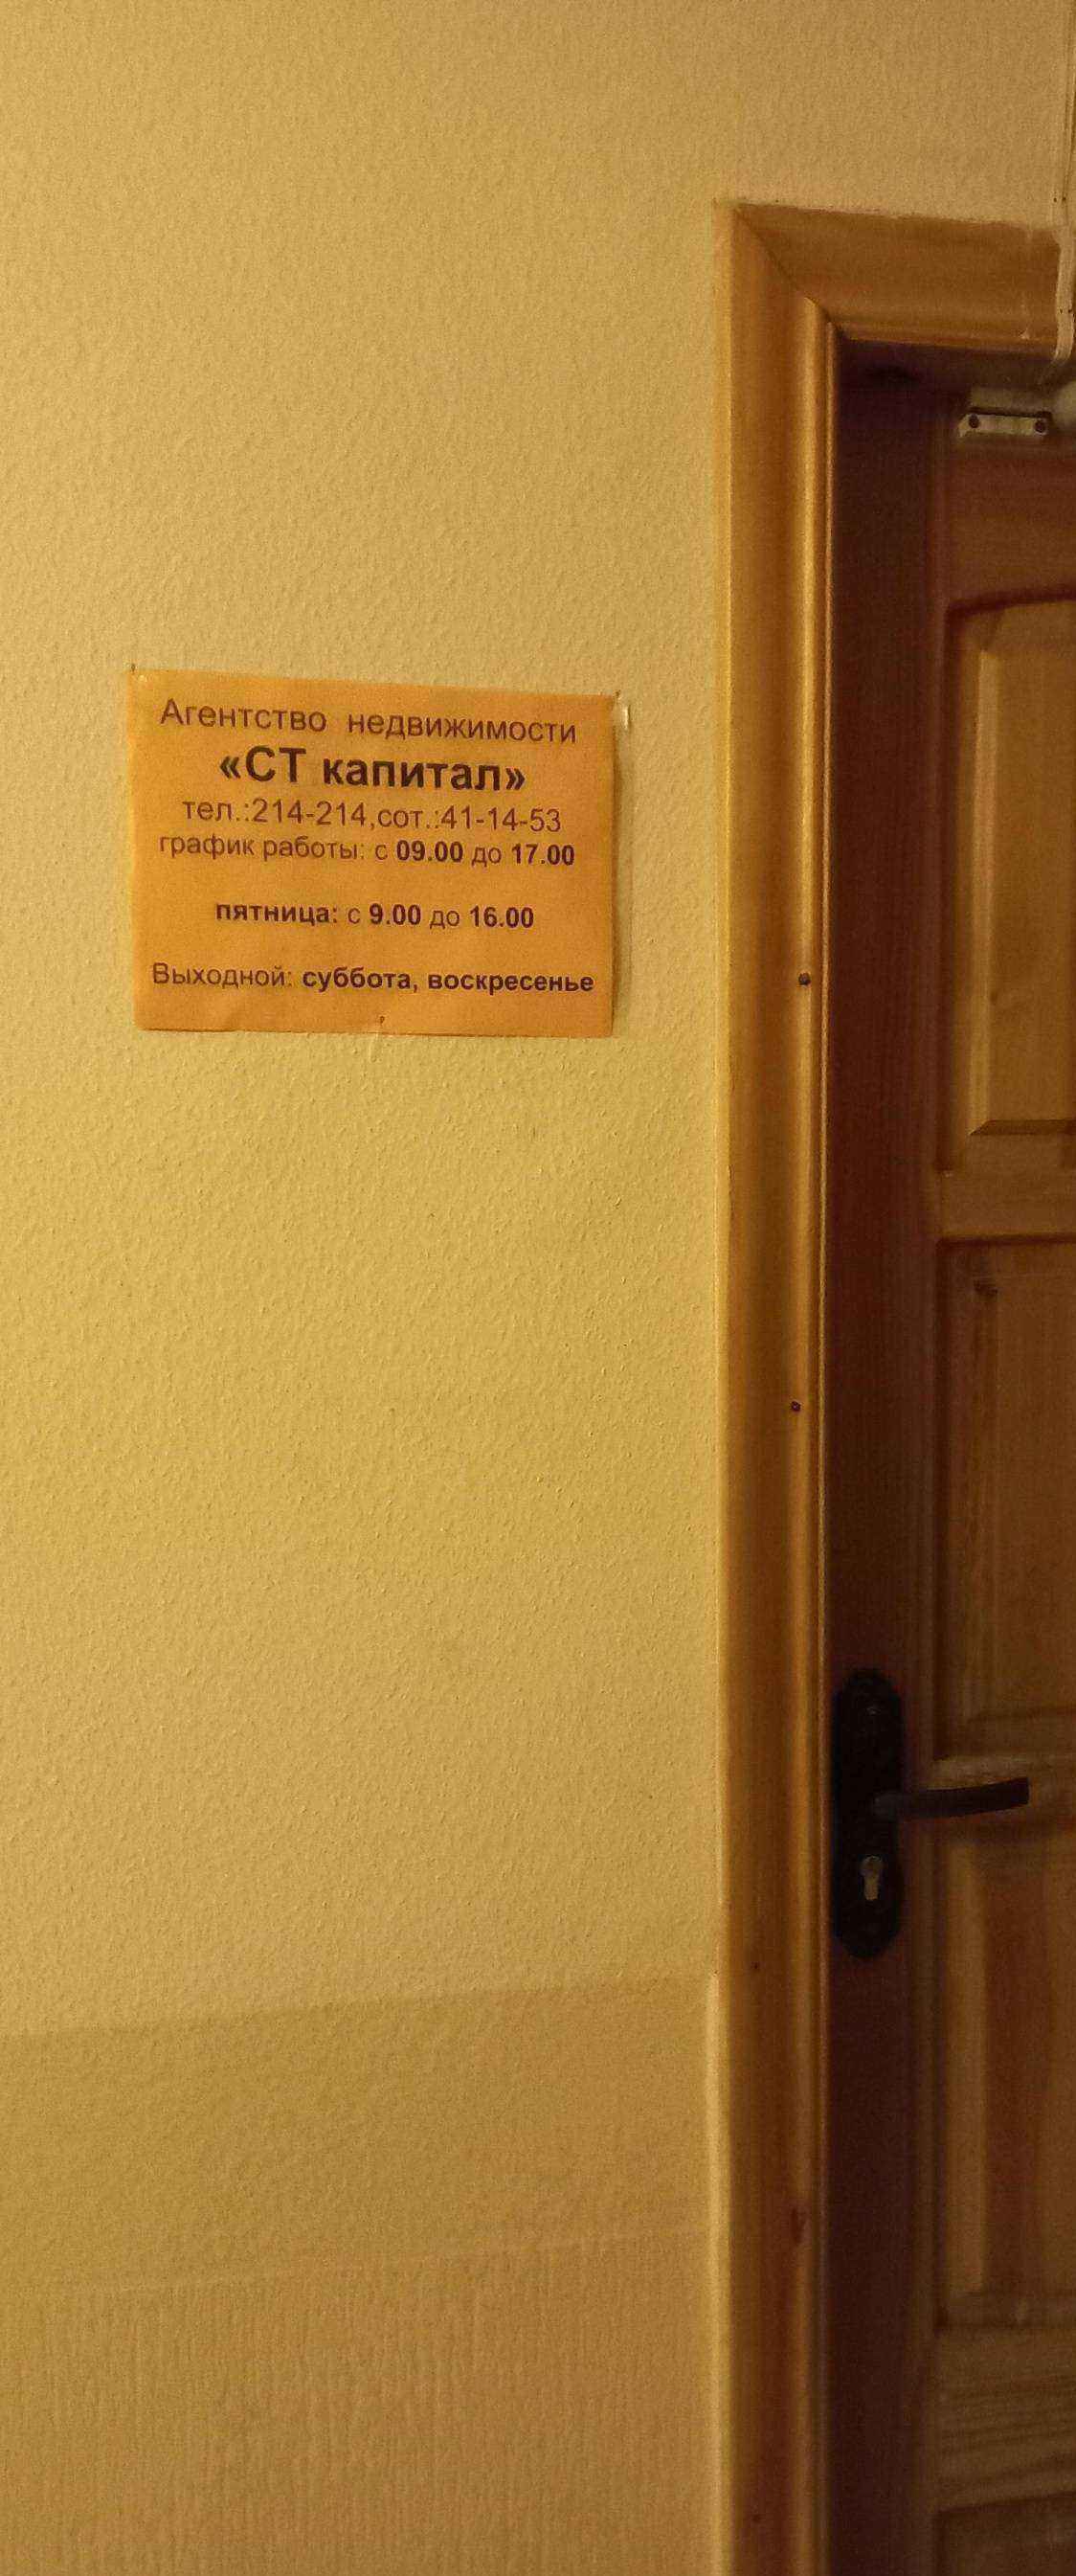 Агентство недвижимости
«СТ капитал»
тел.:214-214,сот.:41-14-53
график работы: с 09.00 до 17.00
пятница: с 9.00 до 16.00
Выходной: суббота, воскресенье